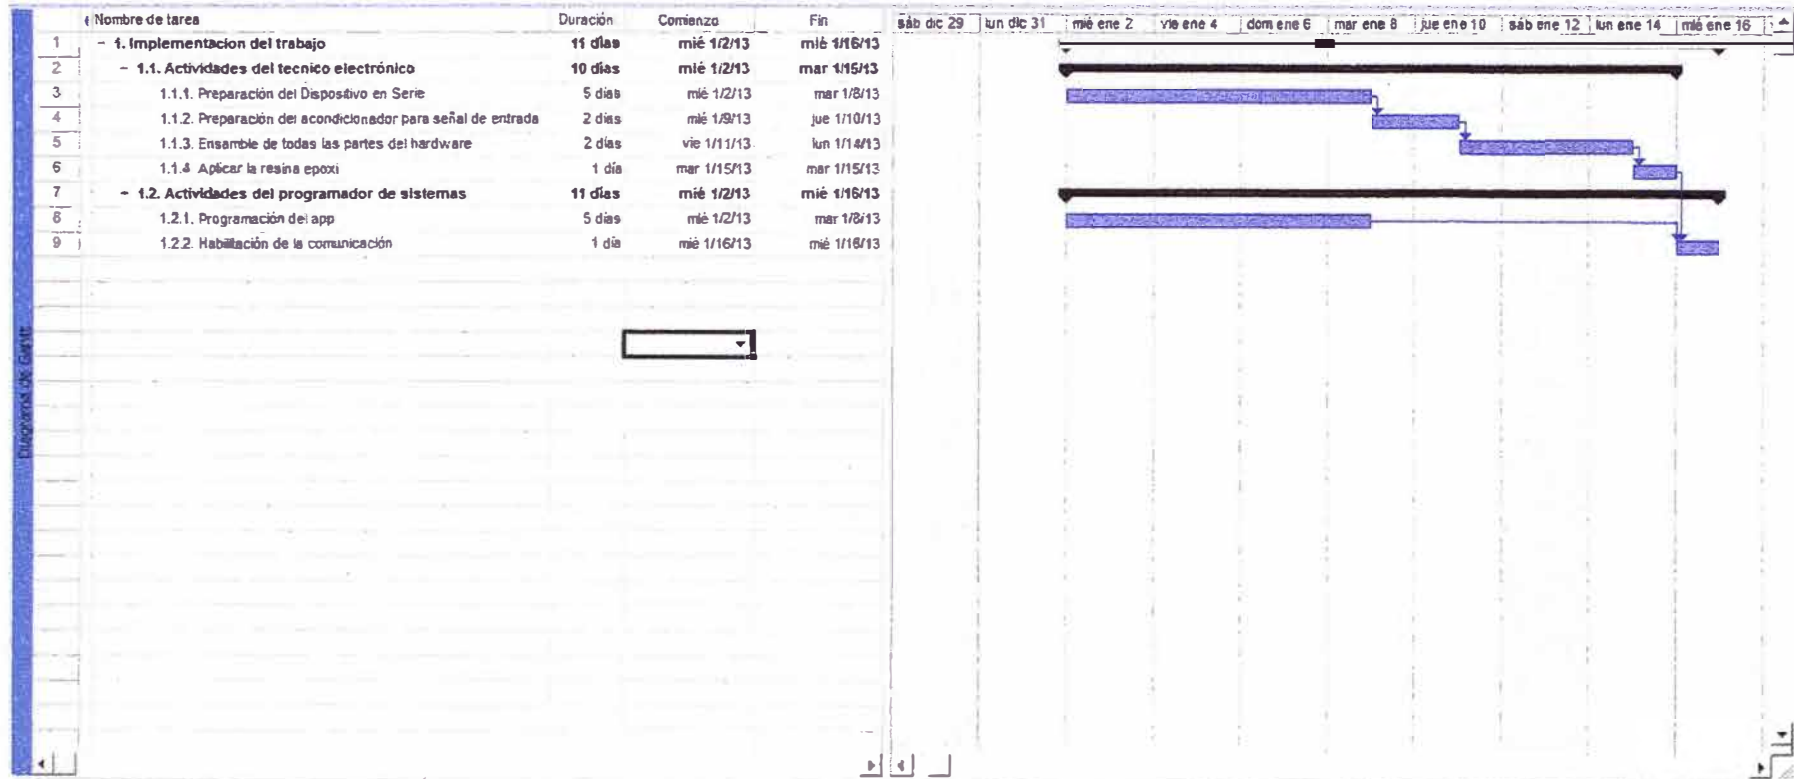 Nombre de tarea Duración Comienzo Fin sáb dic 29 lun dic 31 mié ene 2 vie ene 4 dom ene 6 mar ene 8 jue ene 10 sáb ene 12 lun ene 14 mié ene 16
1 - 1. Implementacion del trabajo 11 días mié 1/2/13 mié 1/16/13
2 - 1.1. Actividades del tecnico electrónico 10 días mié 1/2/13 mar 1/15/13
3 1.1.1. Preparación del Dispositivo en Serie 5 días mié 1/2/13 mar 1/8/13
4 1.1.2. Preparación del acondicionador para señal de entrada 2 días mié 1/9/13 jue 1/10/13
5 1.1.3. Ensamble de todas las partes del hardware 2 días vie 1/11/13 lun 1/14/13
6 1.1.4 Aplicar la resina epoxi 1 día mar 1/15/13 mar 1/15/13
7 - 1.2. Actividades del programador de sistemas 11 días mié 1/2/13 mié 1/16/13
8 1.2.1. Programación del app 5 días mié 1/2/13 mar 1/8/13
9 1.2.2. Habilitación de la comunicación 1 día mié 1/16/13 mié 1/16/13
Diagrama de Gantt